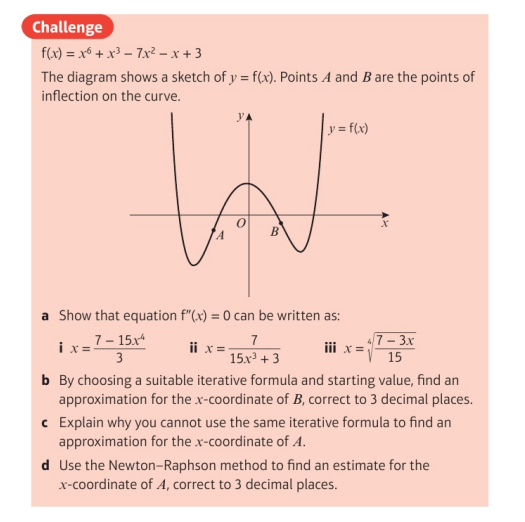 Challenge
f(x) = x⁶ + x³ – 7x² – x + 3
The diagram shows a sketch of y = f(x). Points A and B are the points of
inflection on the curve.
y
y = f(x)
O
A
B
x
a Show that equation f″(x) = 0 can be written as:
i x = (7 – 15x⁴)/3 ii x = 7/(15x³ + 3) iii x = ⁴√((7 – 3x)/15)
b By choosing a suitable iterative formula and starting value, find an
approximation for the x-coordinate of B, correct to 3 decimal places.
c Explain why you cannot use the same iterative formula to find an
approximation for the x-coordinate of A.
d Use the Newton–Raphson method to find an estimate for the
x-coordinate of A, correct to 3 decimal places.